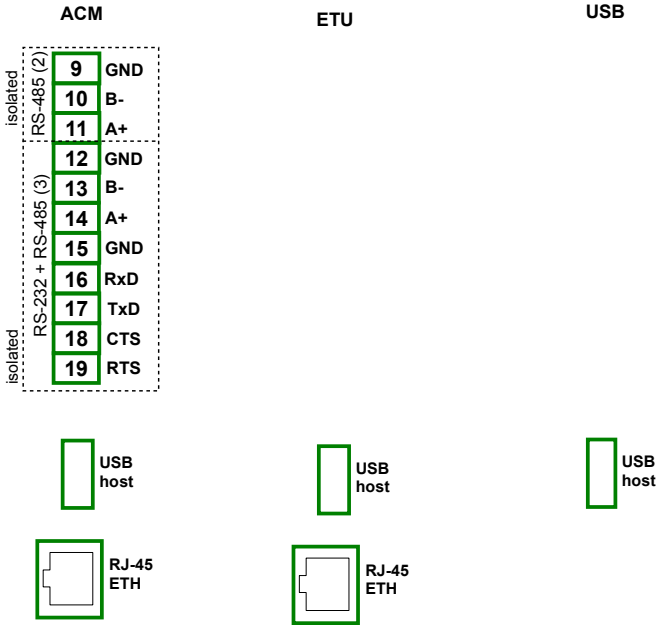 ACM
ETU
USB
isolated
RS-485 (2)
9 GND
10 B-
11 A+
isolated
RS-232 + RS-485 (3)
12 GND
13 B-
14 A+
15 GND
16 RxD
17 TxD
18 CTS
19 RTS
USB
host
USB
host
USB
host
RJ-45
ETH
RJ-45
ETH